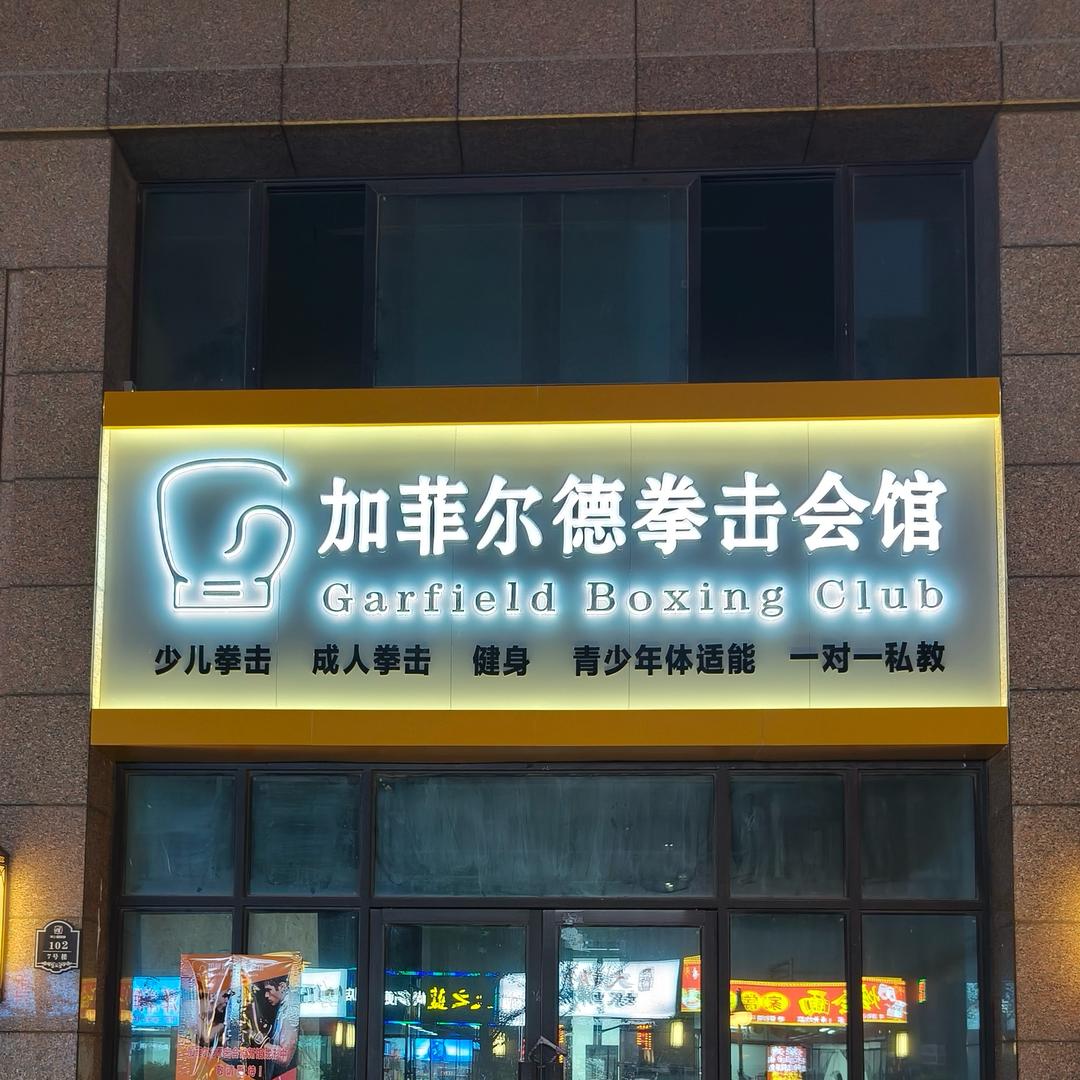 加菲尔德拳击会馆
Garfield Boxing Club
少儿拳击 成人拳击 健身 青少年体适能 一对一私教
102
7号楼